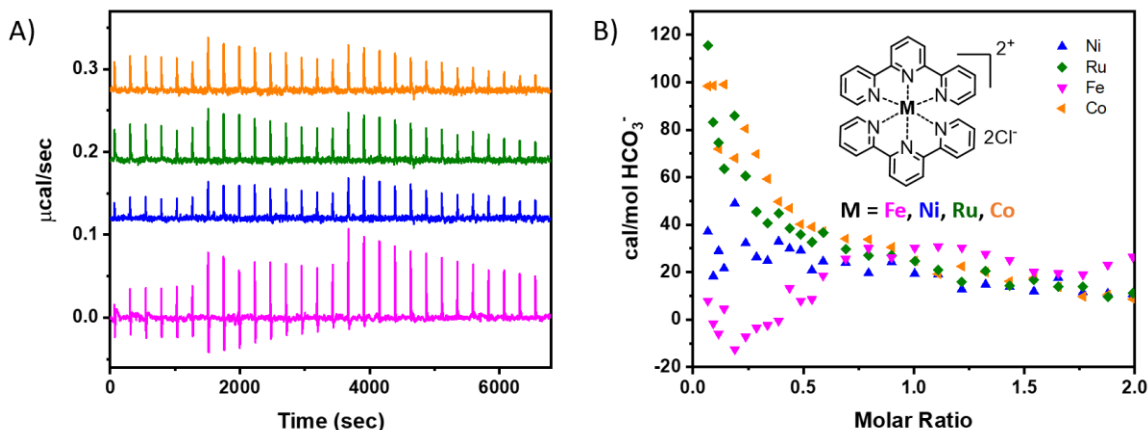 A)
0.3
0.2
0.1
0.0
μcal/sec
0
2000
4000
6000
Time (sec)
B)
120
100
80
60
40
20
0
-20
cal/mol HCO₃⁻
0.0
0.5
1.0
1.5
2.0
Molar Ratio
Ni
Ru
Fe
Co
2+
N
N
N
M
N
N
N
2Cl⁻
M = Fe, Ni, Ru, Co